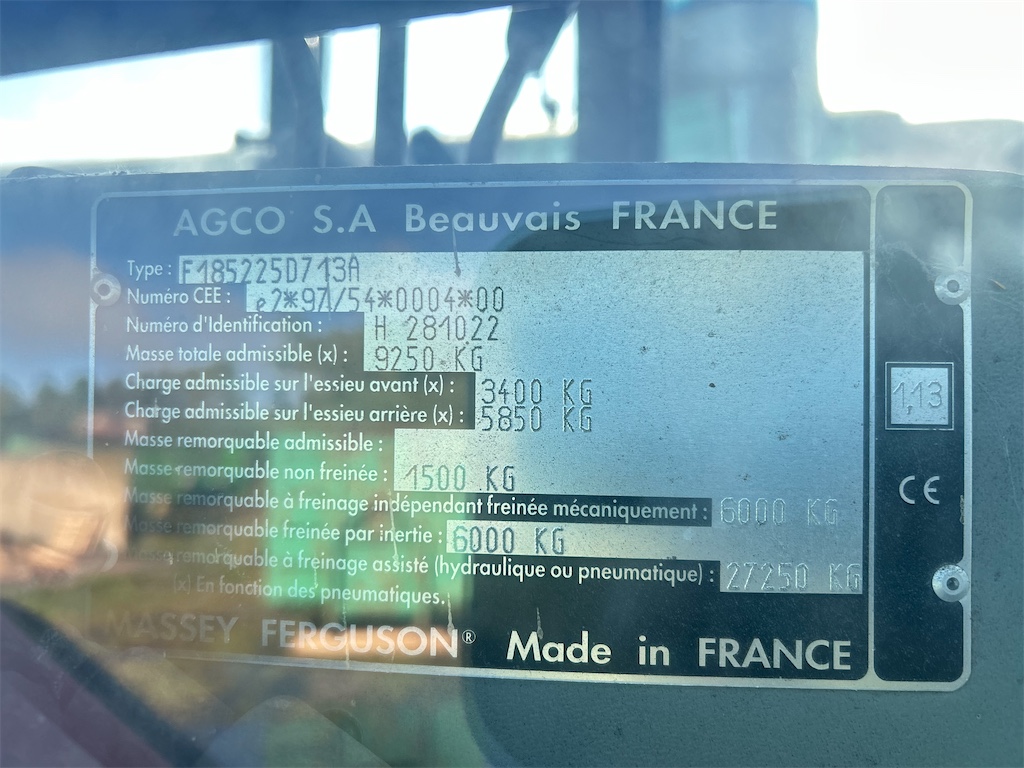 AGCO S.A Beauvais FRANCE
Type : F185225D713A
Numéro CEE : e2*97/54*0004*00
Numéro d'Identification : H 281022
Masse totale admissible (x) : 9250 KG
Charge admissible sur l'essieu avant (x) : 3400 KG
Charge admissible sur l'essieu arrière (x) : 5850 KG
Masse remorquable admissible :
Masse remorquable non freinée : 1500 KG
Masse remorquable à freinage indépendant freinée mécaniquement : 6000 KG
Masse remorquable freinée par inertie : 6000 KG
Masse remorquable à freinage assisté (hydraulique ou pneumatique) : 27250 KG
(x) En fonction des pneumatiques.
MASSEY FERGUSON® Made in FRANCE
1,13
CE